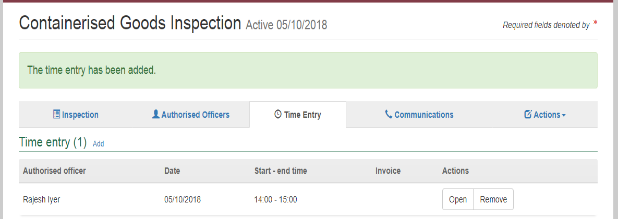 Containerised Goods Inspection Active 05/10/2018
Required fields denoted by *
The time entry has been added.
Inspection Authorised Officers Time Entry Communications Actions
Time entry (1) Add
Authorised officer Date Start - end time Invoice Actions
Rajesh Iyer 05/10/2018 14:00 - 15:00 Open Remove